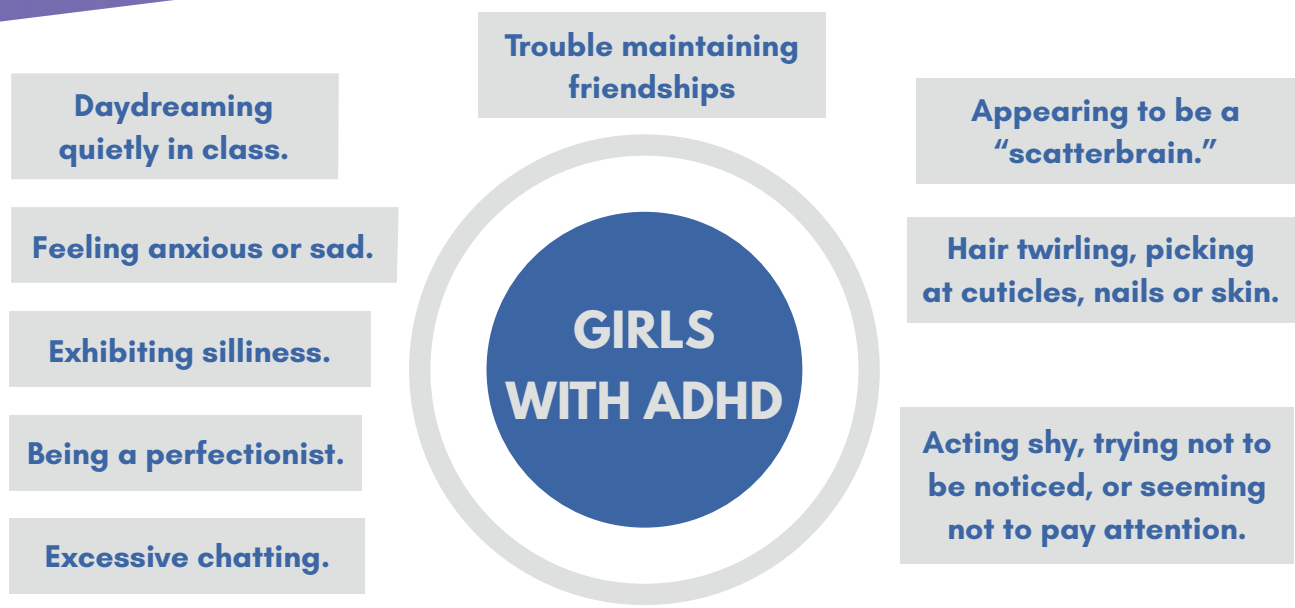 Trouble maintaining
friendships
Daydreaming
quietly in class.
Feeling anxious or sad.
Exhibiting silliness.
Being a perfectionist.
Excessive chatting.
GIRLS
WITH ADHD
Appearing to be a
“scatterbrain.”
Hair twirling, picking
at cuticles, nails or skin.
Acting shy, trying not to
be noticed, or seeming
not to pay attention.